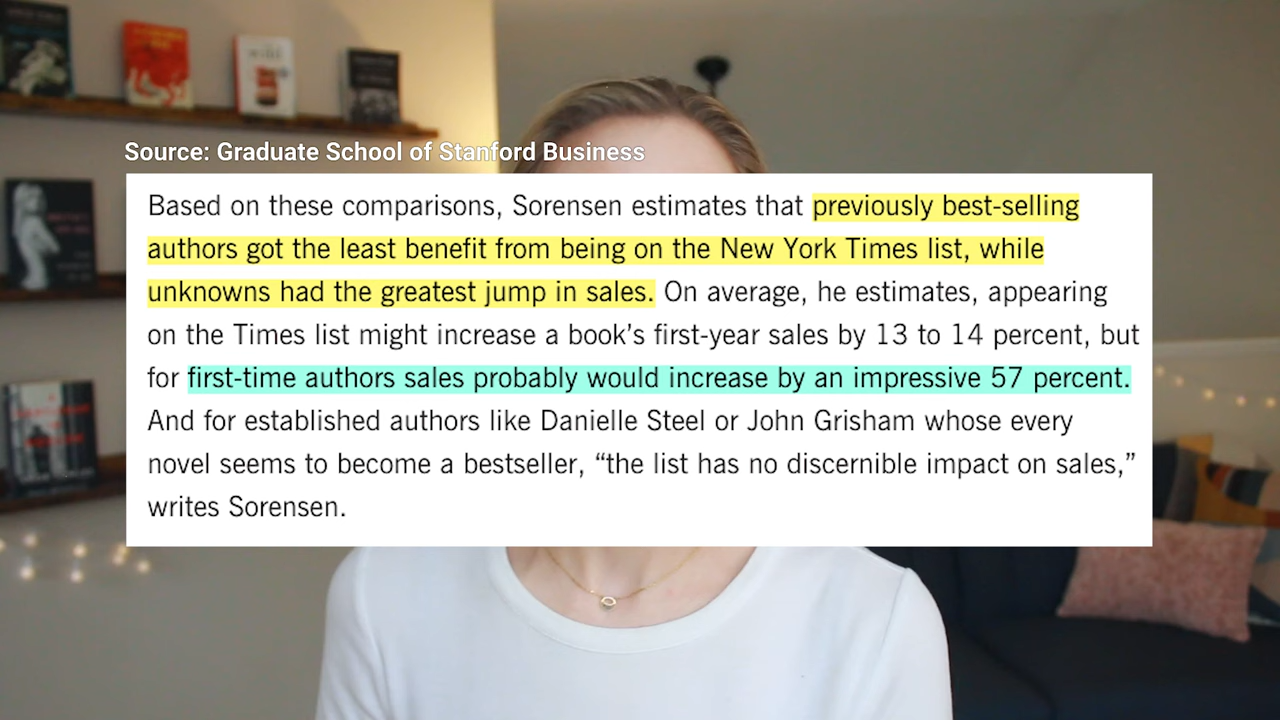 Source: Graduate School of Stanford Business
Based on these comparisons, Sorensen estimates that previously best-selling
authors got the least benefit from being on the New York Times list, while
unknowns had the greatest jump in sales. On average, he estimates, appearing
on the Times list might increase a book’s first-year sales by 13 to 14 percent, but
for first-time authors sales probably would increase by an impressive 57 percent.
And for established authors like Danielle Steel or John Grisham whose every
novel seems to become a bestseller, “the list has no discernible impact on sales,”
writes Sorensen.